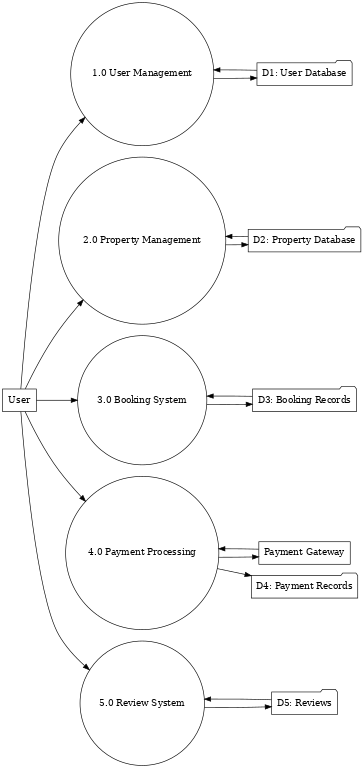 1.0 User Management
D1: User Database
2.0 Property Management
D2: Property Database
User
3.0 Booking System
D3: Booking Records
4.0 Payment Processing
Payment Gateway
D4: Payment Records
5.0 Review System
D5: Reviews